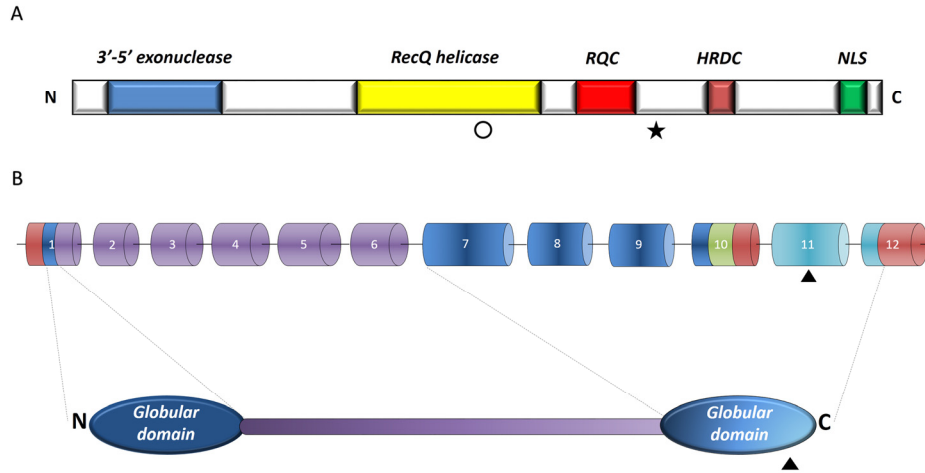 A
3'-5' exonuclease RecQ helicase RQC HRDC NLS
N C
B
1 2 3 4 5 6 7 8 9 10 11 12
N Globular domain Globular domain C